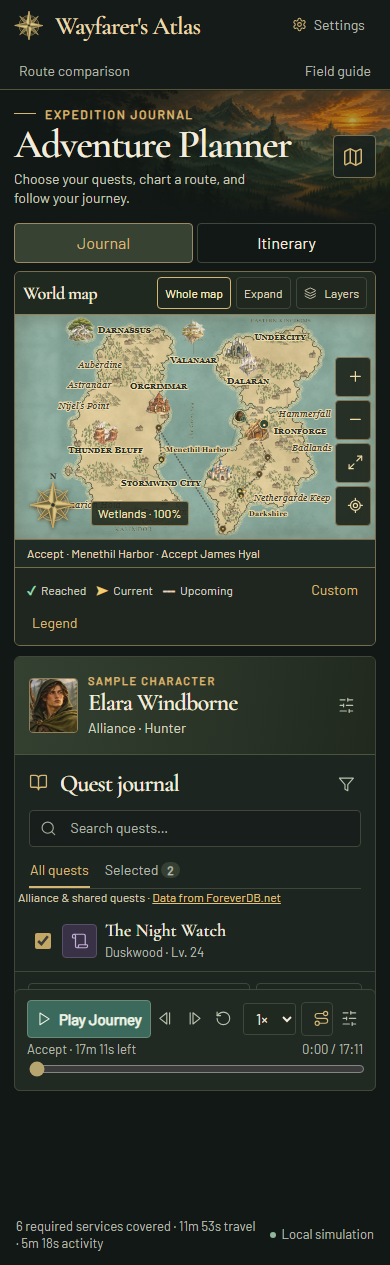 Wayfarer's Atlas
Settings
Route comparison
Field guide
EXPEDITION JOURNAL
Adventure Planner
Choose your quests, chart a route, and
follow your journey.
Journal
Itinerary
World map
Whole map
Expand
Layers
Darnassus
Undercity
Valanaar
Auberdine
Dalaran
Astranaar
Orgrimmar
Nijel's Point
Hammerfall
Ironforge
Thunder Bluff
Menethil Harbor
Badlands
Stormwind City
Nethergarde Keep
N
Wetlands · 100%
Darkshire
Accept · Menethil Harbor · Accept James Hyal
Reached
Current
Upcoming
Custom
Legend
SAMPLE CHARACTER
Elara Windborne
Alliance · Hunter
Quest journal
Search quests...
All quests
Selected 2
Alliance & shared quests · Data from ForeverDB.net
The Night Watch
Duskwood · Lv. 24
Play Journey
1×
Accept · 17m 11s left
0:00 / 17:11
6 required services covered · 11m 53s travel
· 5m 18s activity
Local simulation